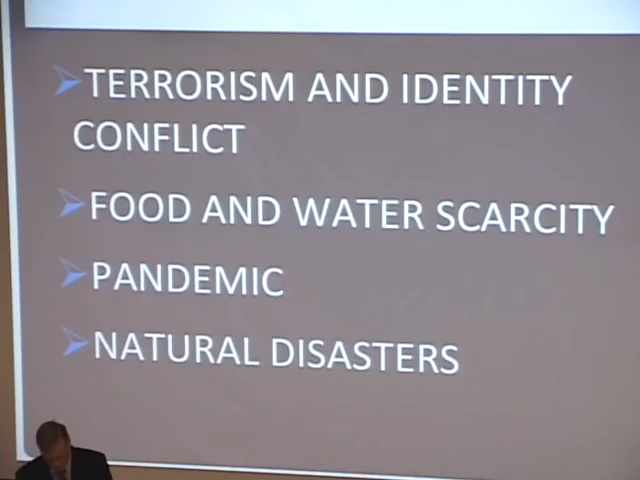 TERRORISM AND IDENTITY
CONFLICT
FOOD AND WATER SCARCITY
PANDEMIC
NATURAL DISASTERS